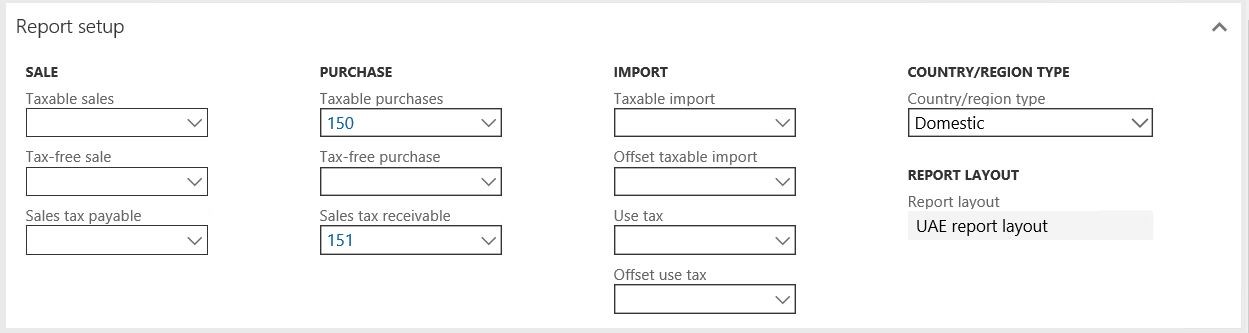 Report setup
SALE
Taxable sales
Tax-free sale
Sales tax payable
PURCHASE
Taxable purchases
150
Tax-free purchase
Sales tax receivable
151
IMPORT
Taxable import
Offset taxable import
Use tax
Offset use tax
COUNTRY/REGION TYPE
Country/region type
Domestic
REPORT LAYOUT
Report layout
UAE report layout